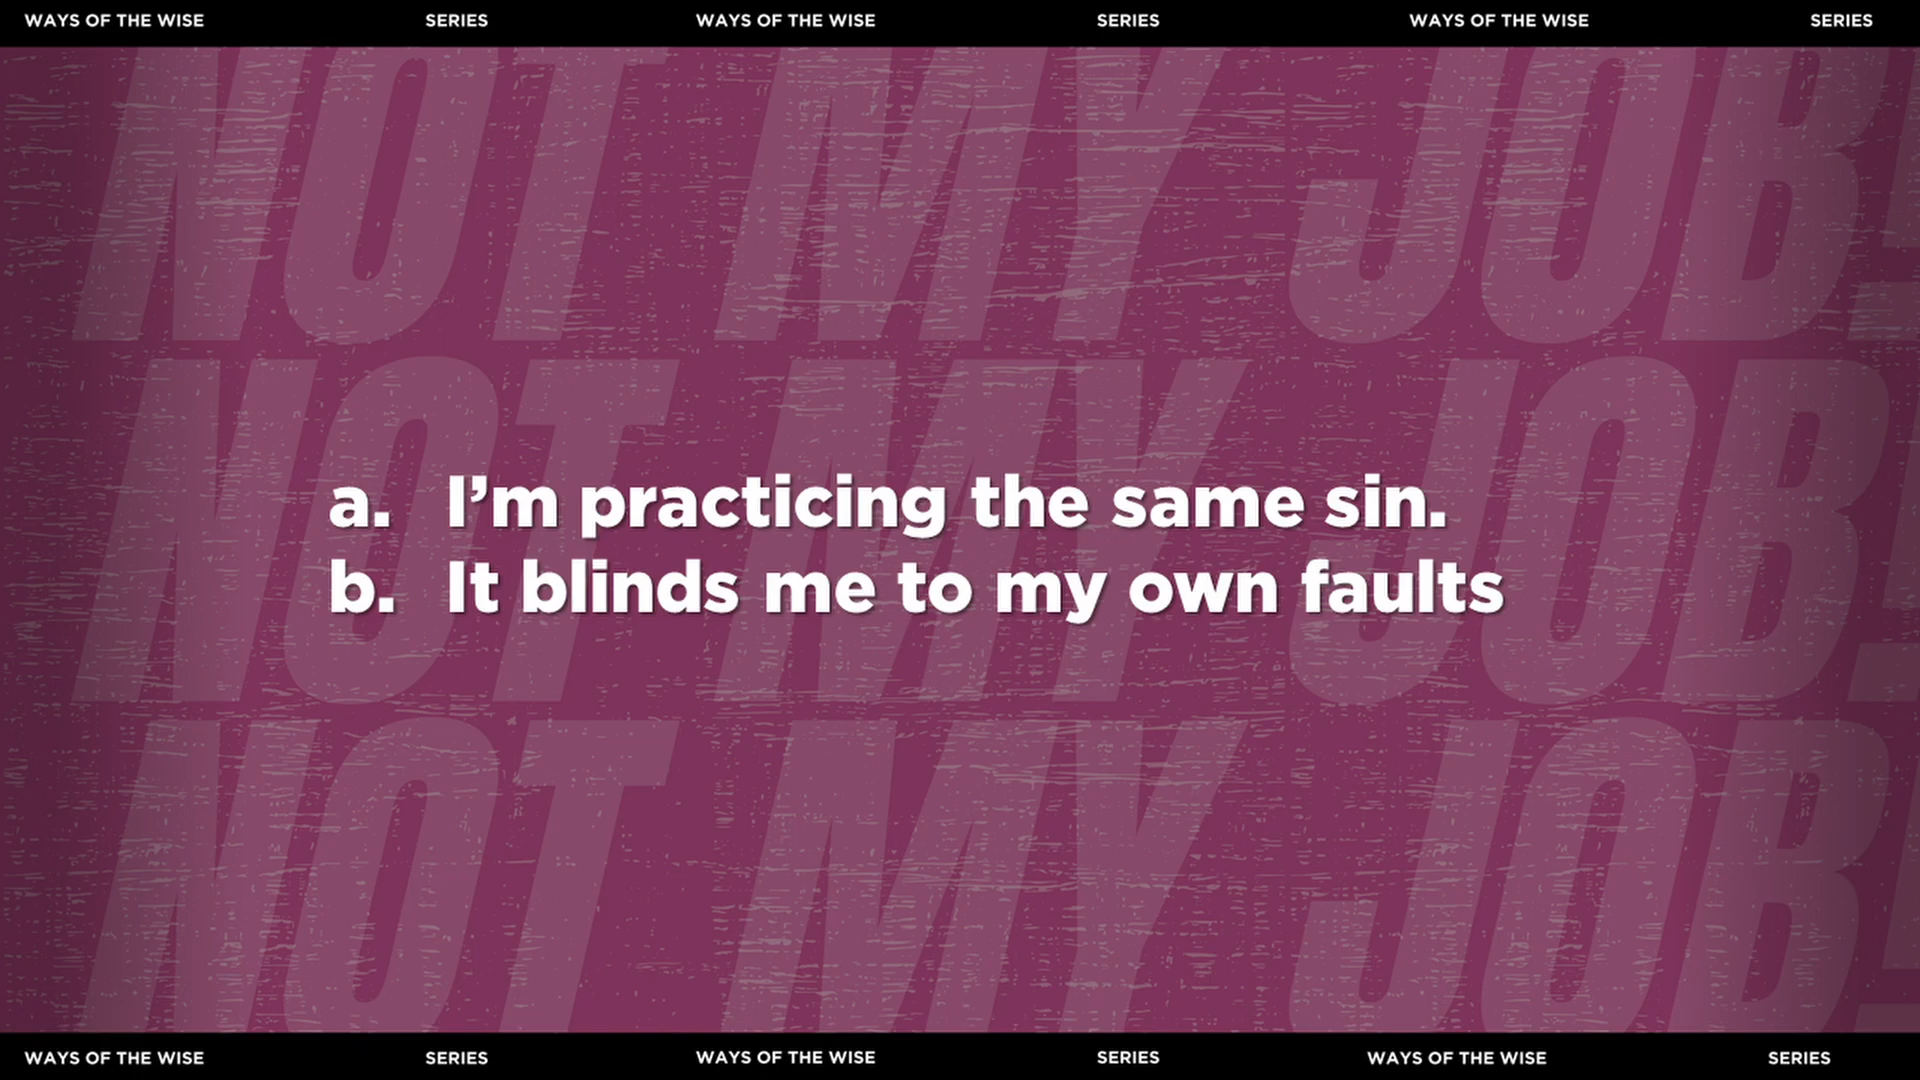 WAYS OF THE WISE SERIES WAYS OF THE WISE SERIES WAYS OF THE WISE SERIES
NOT MY JOB!
NOT MY JOB!
a. I’m practicing the same sin.
b. It blinds me to my own faults
NOT MY JOB!
WAYS OF THE WISE SERIES WAYS OF THE WISE SERIES WAYS OF THE WISE SERIES